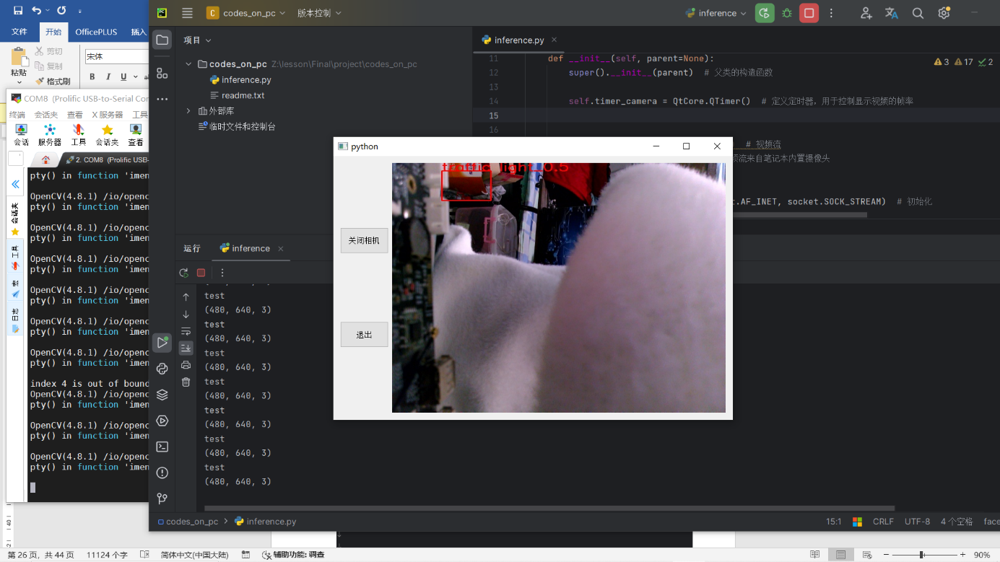 文件 开始 OfficePLUS 插入
粘贴
剪切
复制
格式刷
宋体
B I U
COM8 (Prolific USB-to-Serial Con
终端 会话夹 查看 X 服务器 工具
会话 服务器 工具 会话夹 查看
2. COM8 (Prolific USB-
会话夹
工具
宏
日志
pty() in function 'imen
OpenCV(4.8.1) /io/openc
pty() in function 'imen
OpenCV(4.8.1) /io/openc
pty() in function 'imen
OpenCV(4.8.1) /io/openc
pty() in function 'imen
OpenCV(4.8.1) /io/openc
pty() in function 'imen
OpenCV(4.8.1) /io/openc
pty() in function 'imen
OpenCV(4.8.1) /io/openc
pty() in function 'imen
index 4 is out of bound
OpenCV(4.8.1) /io/openc
pty() in function 'imen
OpenCV(4.8.1) /io/openc
pty() in function 'imen
OpenCV(4.8.1) /io/openc
pty() in function 'imen
C codes_on_pc 版本控制
inference
项目
codes_on_pc Z:\lesson\Final\project\codes_on_pc
inference.py
readme.txt
外部库
临时文件和控制台
inference.py
3 17 2
11 def __init__(self, parent=None):
12 super().__init__(parent) # 父类的构造函数
13
14 self.timer_camera = QtCore.QTimer() # 定义定时器，用于控制显示视频的帧率
15
16
# 视频流
频流来自笔记本内置摄像头
t.AF_INET, socket.SOCK_STREAM) # 初始化
python
关闭相机
退出
traffic_light 0.5
运行 inference
test
(480, 640, 3)
test
(480, 640, 3)
test
(480, 640, 3)
test
(480, 640, 3)
test
(480, 640, 3)
test
(480, 640, 3)
test
(480, 640, 3)
codes_on_pc inference.py
15:1 CRLF UTF-8 4 个空格 face
第 26 页，共 44 页 11124 个字 简体中文(中国大陆) 辅助功能: 调查
90%